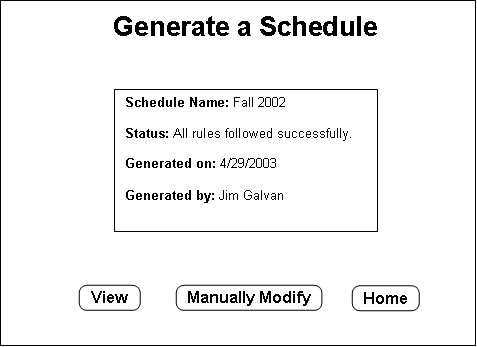 Generate a Schedule
Schedule Name: Fall 2002
Status: All rules followed successfully.
Generated on: 4/29/2003
Generated by: Jim Galvan
View Manually Modify Home